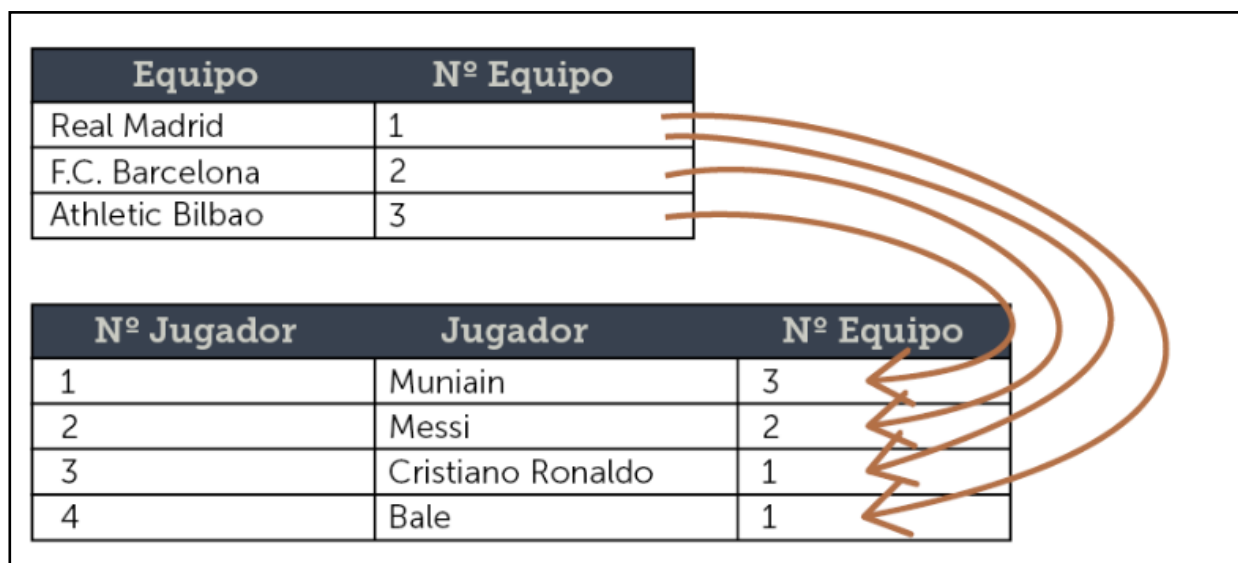 Equipo Nº Equipo
Real Madrid 1
F.C. Barcelona 2
Athletic Bilbao 3
Nº Jugador Jugador Nº Equipo
1 Muniain 3
2 Messi 2
3 Cristiano Ronaldo 1
4 Bale 1